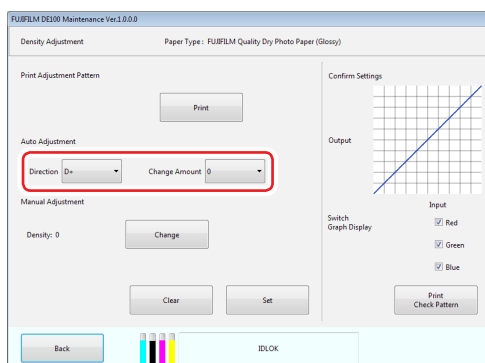 FUJIFILM DE100 Maintenance Ver.1.0.0.0
Density Adjustment
Paper Type : FUJIFILM Quality Dry Photo Paper (Glossy)
Print Adjustment Pattern
Print
Auto Adjustment
Direction D+
Change Amount 0
Manual Adjustment
Density: 0
Change
Clear
Set
Confirm Settings
Output
Input
Switch
Graph Display
Red
Green
Blue
Print
Check Pattern
Back
IDLOK